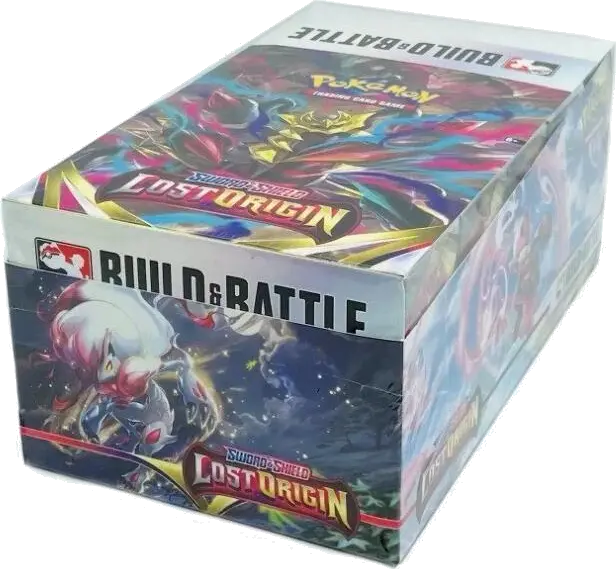 BUILD & BATTLE
POKÉMON
TRADING CARD GAME
SWORD & SHIELD
LOST ORIGIN
BUILD & BATTLE
SWORD & SHIELD
LOST ORIGIN
LOST ORIGIN